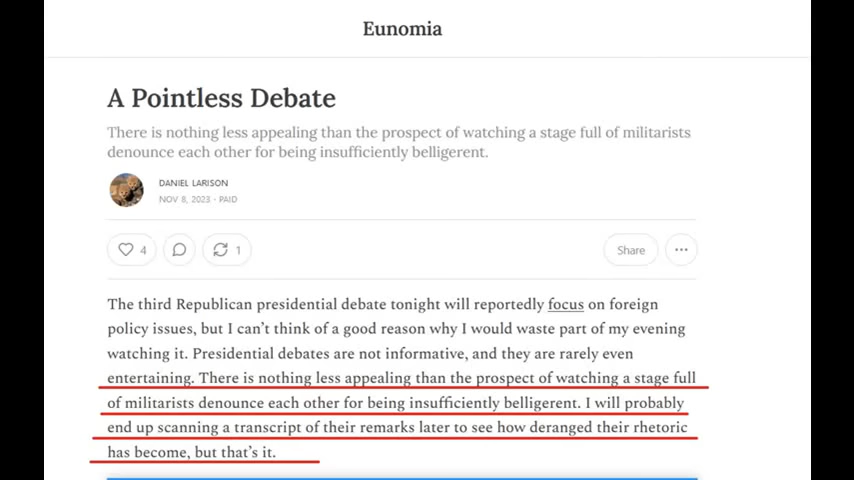 Eunomia
A Pointless Debate
There is nothing less appealing than the prospect of watching a stage full of militarists
denounce each other for being insufficiently belligerent.
DANIEL LARISON
NOV 8, 2023 · PAID
4
1
Share
The third Republican presidential debate tonight will reportedly focus on foreign
policy issues, but I can't think of a good reason why I would waste part of my evening
watching it. Presidential debates are not informative, and they are rarely even
entertaining. There is nothing less appealing than the prospect of watching a stage full
of militarists denounce each other for being insufficiently belligerent. I will probably
end up scanning a transcript of their remarks later to see how deranged their rhetoric
has become, but that's it.